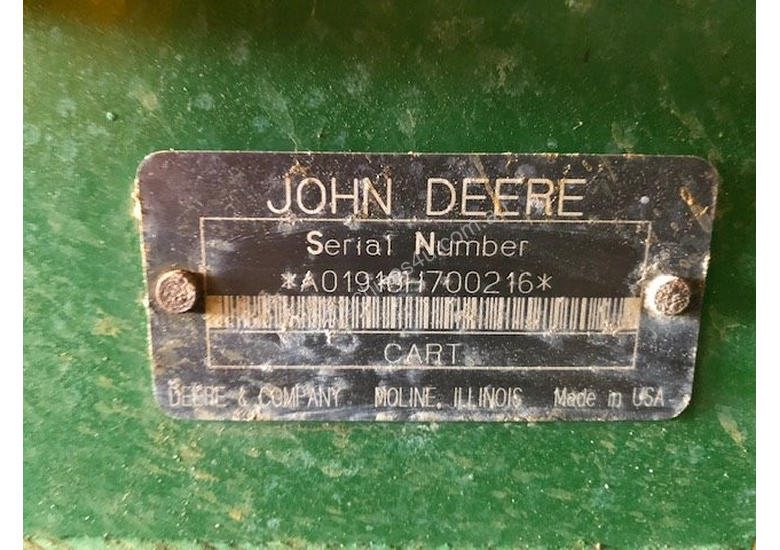 JOHN DEERE
Serial Number
*A01910H700216*
CART
DEERE & COMPANY MOLINE, ILLINOIS Made in USA